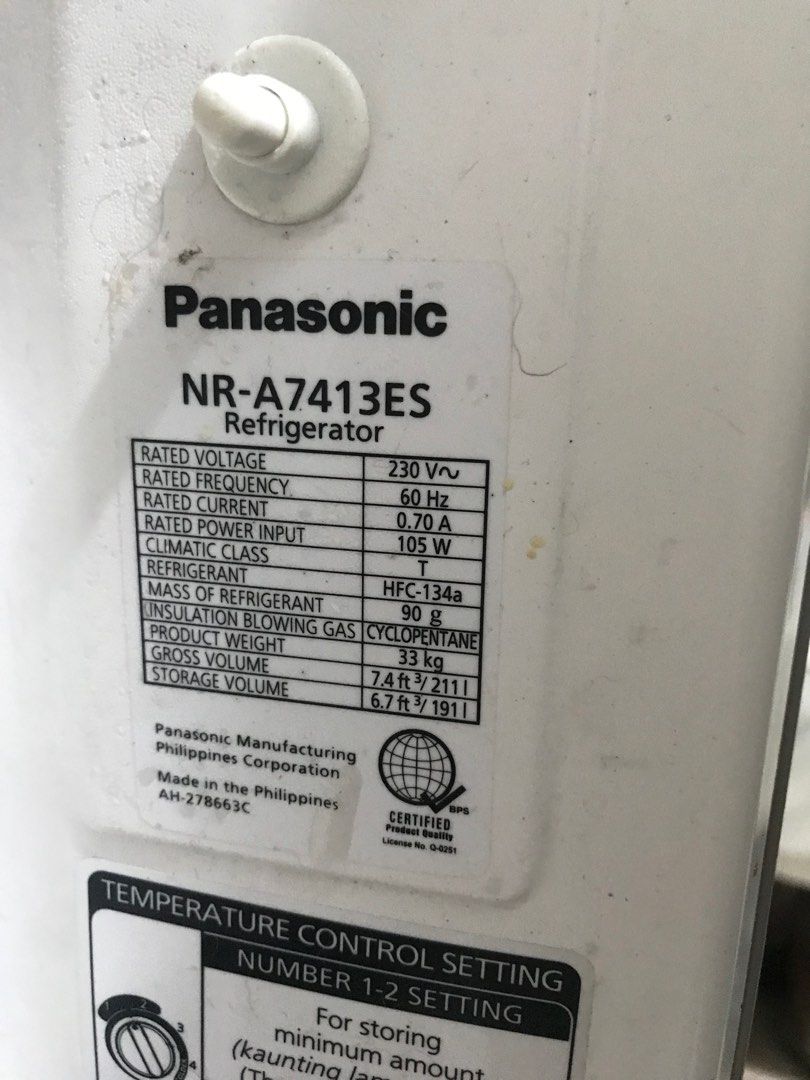 Panasonic
NR-A7413ES
Refrigerator
RATED VOLTAGE 230 V~
RATED FREQUENCY 60 Hz
RATED CURRENT 0.70 A
RATED POWER INPUT 105 W
CLIMATIC CLASS T
REFRIGERANT HFC-134a
MASS OF REFRIGERANT 90 g
INSULATION BLOWING GAS CYCLOPENTANE
PRODUCT WEIGHT 33 kg
GROSS VOLUME 7.4 ft³/ 211 l
STORAGE VOLUME 6.7 ft³/ 191 l
Panasonic Manufacturing
Philippines Corporation
Made in the Philippines
AH-278663C
BPS
CERTIFIED
Product Quality
License No. Q-0251
TEMPERATURE CONTROL SETTING
NUMBER 1-2 SETTING
1 2 3 4
For storing
minimum amount
(kaunting